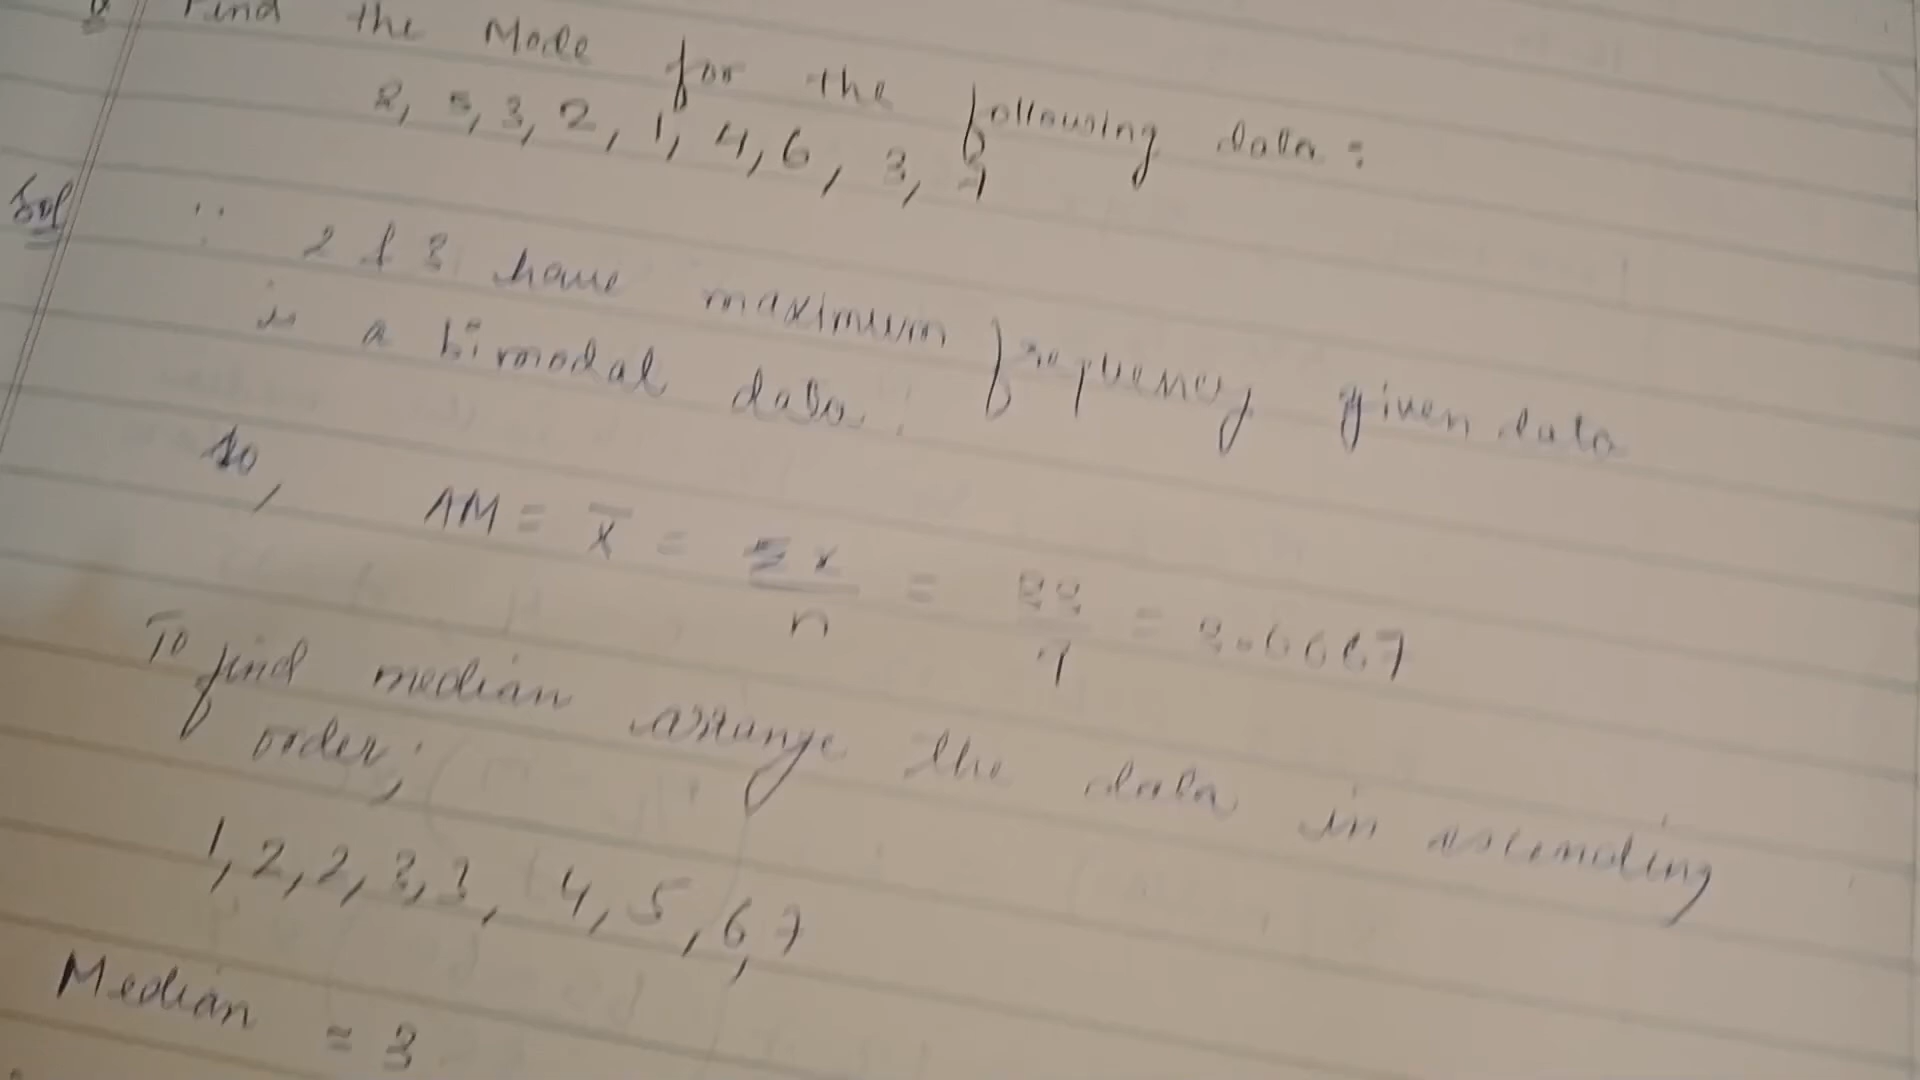 Q Find the Mode for the following data :
2, 5, 3, 2, 1, 4, 6, 3, 7
Sol ∵ 2 & 3 have maximum frequency given data
is a bimodal data.
So, AM = x̄ = Σx / n = 33 / 9 = 3.6667
To find median arrange the data in ascending
order;
1, 2, 2, 3, 3, 4, 5, 6, 7
Median = 3